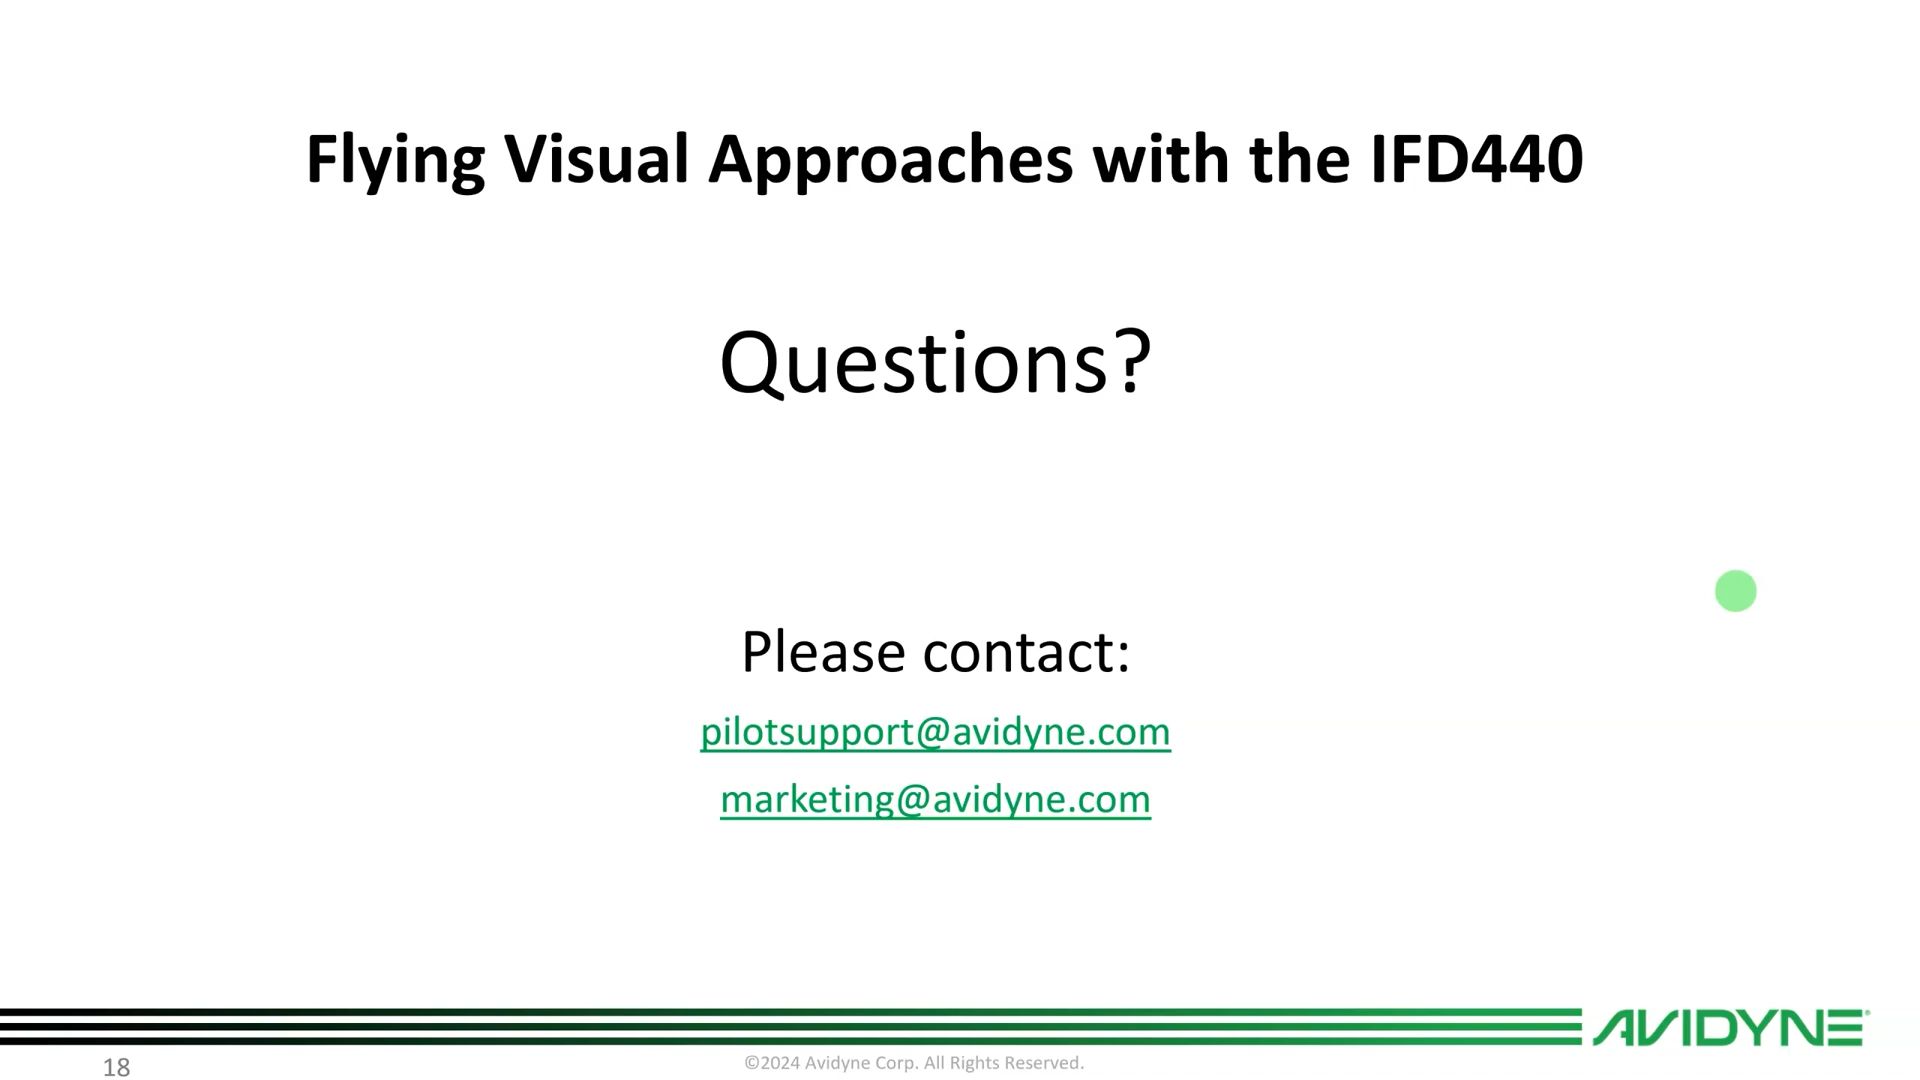 Flying Visual Approaches with the IFD440
Questions?
Please contact:
pilotsupport@avidyne.com
marketing@avidyne.com
AVIDYNE®
18
©2024 Avidyne Corp. All Rights Reserved.